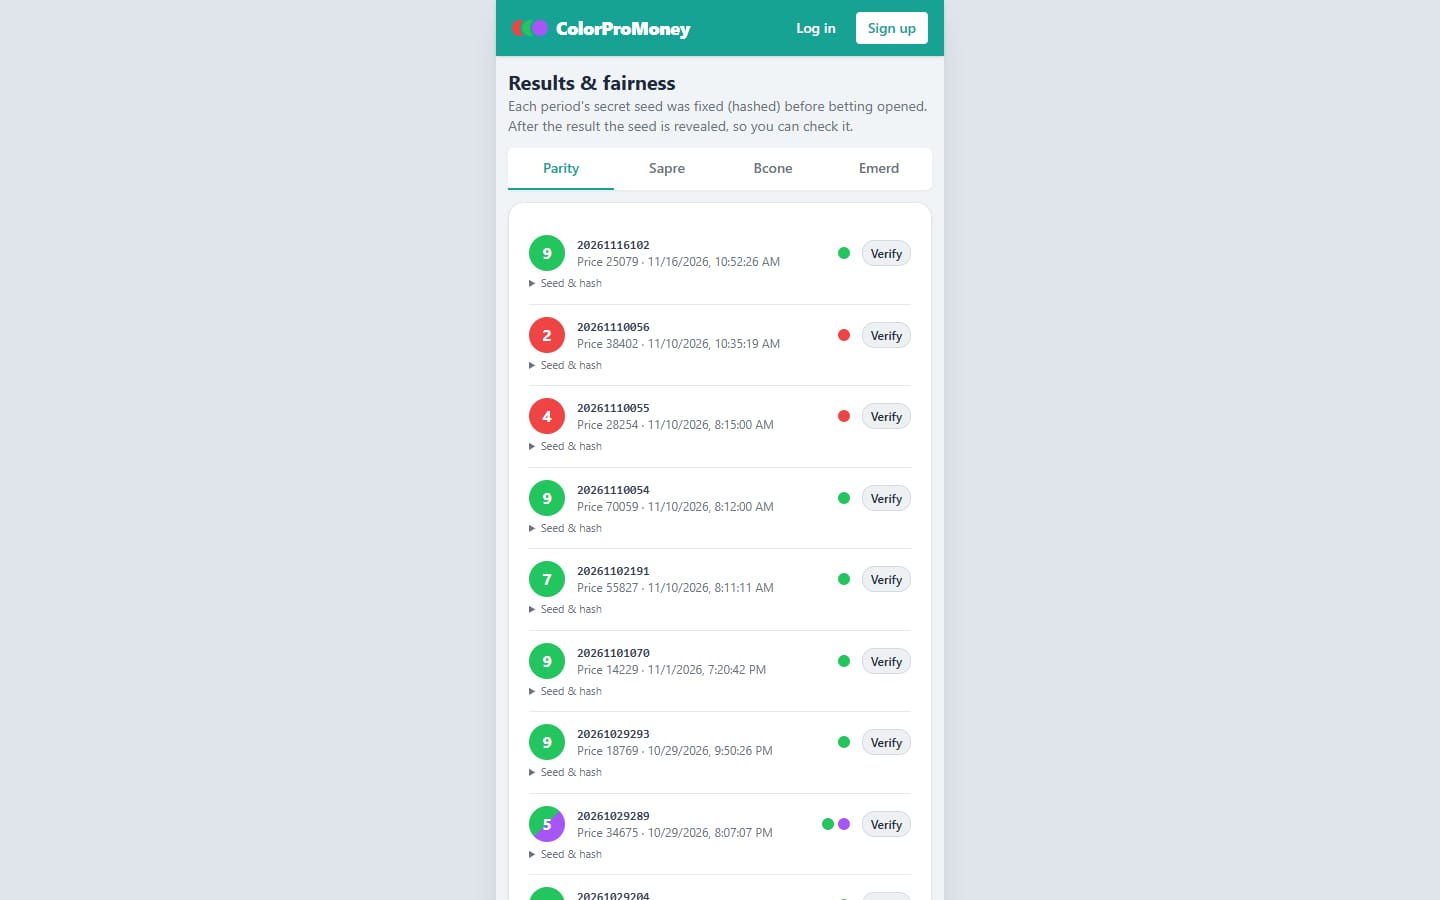 ColorProMoney
Log in
Sign up
Results & fairness
Each period's secret seed was fixed (hashed) before betting opened.
After the result the seed is revealed, so you can check it.
Parity
Sapre
Bcone
Emerd
9
20261116102
Price 25079 · 11/16/2026, 10:52:26 AM
Verify
Seed & hash
2
20261110056
Price 38402 · 11/10/2026, 10:35:19 AM
Verify
Seed & hash
4
20261110055
Price 28254 · 11/10/2026, 8:15:00 AM
Verify
Seed & hash
9
20261110054
Price 70059 · 11/10/2026, 8:12:00 AM
Verify
Seed & hash
7
20261102191
Price 55827 · 11/10/2026, 8:11:11 AM
Verify
Seed & hash
9
20261101070
Price 14229 · 11/1/2026, 7:20:42 PM
Verify
Seed & hash
9
20261029293
Price 18769 · 10/29/2026, 9:50:26 PM
Verify
Seed & hash
5
20261029289
Price 34675 · 10/29/2026, 8:07:07 PM
Verify
Seed & hash
20261029204